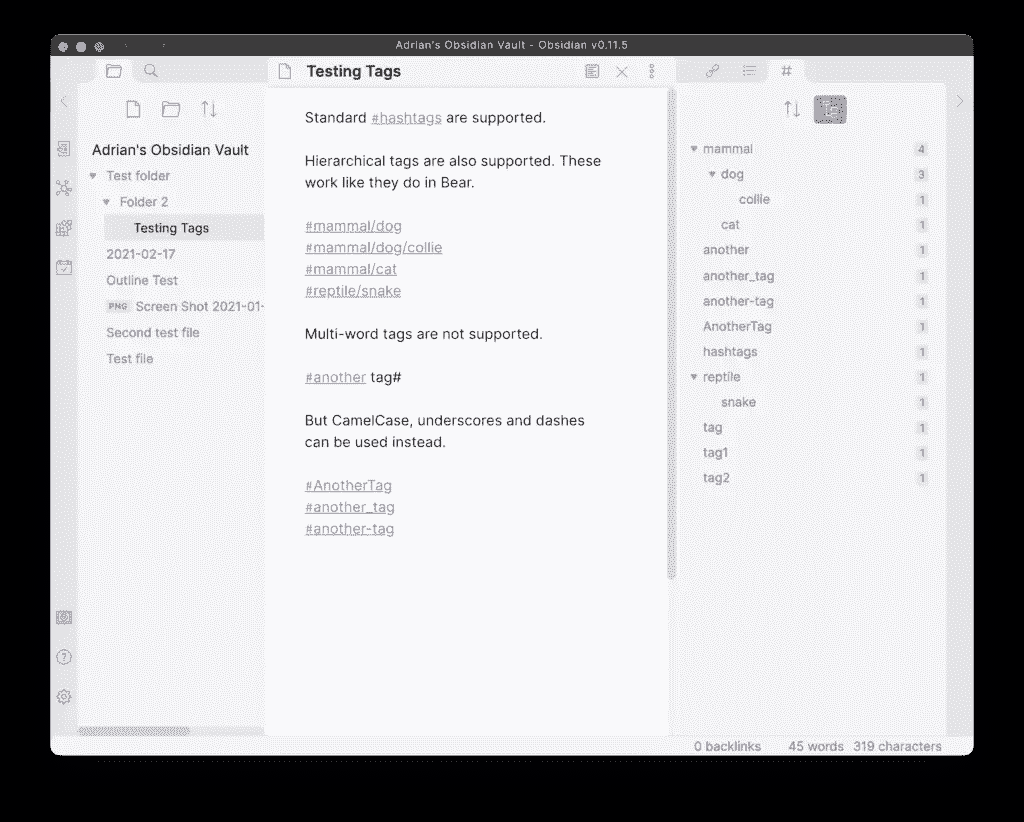 Adrian's Obsidian Vault - Obsidian v0.11.5
Testing Tags
Adrian's Obsidian Vault
Test folder
Folder 2
Testing Tags
2021-02-17
Outline Test
PNG Screen Shot 2021-01-
Second test file
Test file
Standard #hashtags are supported.
Hierarchical tags are also supported. These
work like they do in Bear.
#mammal/dog
#mammal/dog/collie
#mammal/cat
#reptile/snake
Multi-word tags are not supported.
#another tag#
But CamelCase, underscores and dashes
can be used instead.
#AnotherTag
#another_tag
#another-tag
mammal 4
dog 3
collie 1
cat 1
another 1
another_tag 1
another-tag 1
AnotherTag 1
hashtags 1
reptile 1
snake 1
tag 1
tag1 1
tag2 1
0 backlinks 45 words 319 characters